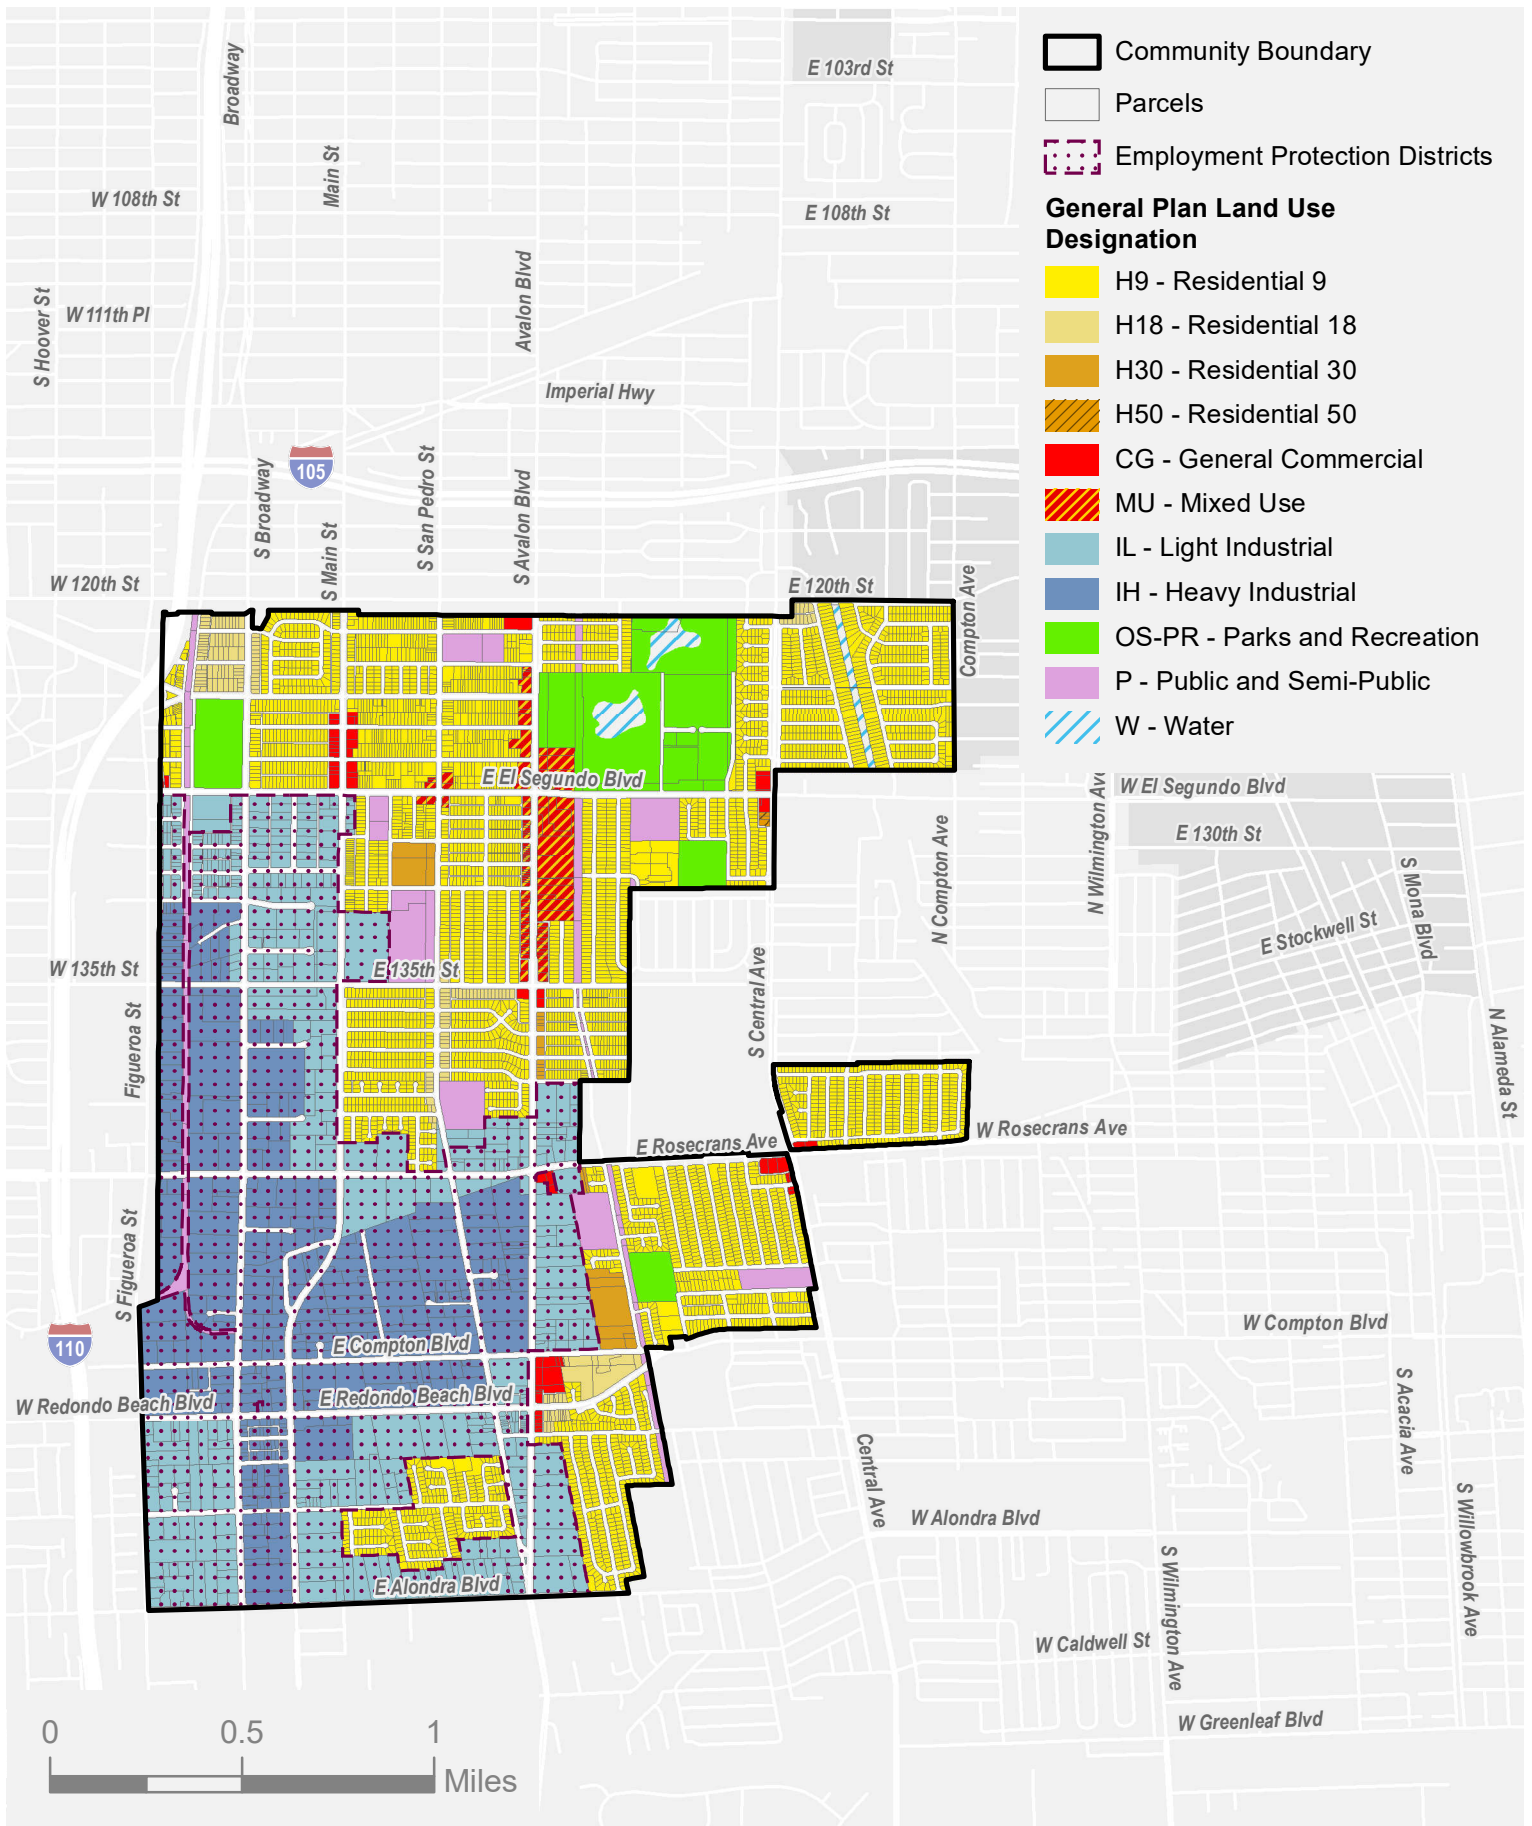 Community Boundary
Parcels
Employment Protection Districts
General Plan Land Use
Designation
H9 - Residential 9
H18 - Residential 18
H30 - Residential 30
H50 - Residential 50
CG - General Commercial
MU - Mixed Use
IL - Light Industrial
IH - Heavy Industrial
OS-PR - Parks and Recreation
P - Public and Semi-Public
W - Water
E 103rd St
Broadway
Main St
W 108th St
E 108th St
Avalon Blvd
S Hoover St
W 111th Pl
Imperial Hwy
105
S Broadway
S Main St
S San Pedro St
S Avalon Blvd
W 120th St
E 120th St
Compton Ave
E El Segundo Blvd
W El Segundo Blvd
E 130th St
N Wilmington Ave
N Compton Ave
S Mona Blvd
E Stockwell St
W 135th St
E 135th St
S Central Ave
Figueroa St
N Alameda St
E Rosecrans Ave
W Rosecrans Ave
S Figueroa St
110
E Compton Blvd
W Compton Blvd
W Redondo Beach Blvd
E Redondo Beach Blvd
S Acacia Ave
Central Ave
W Alondra Blvd
S Willowbrook Ave
E Alondra Blvd
S Wilmington Ave
W Caldwell St
W Greenleaf Blvd
0 0.5 1
Miles